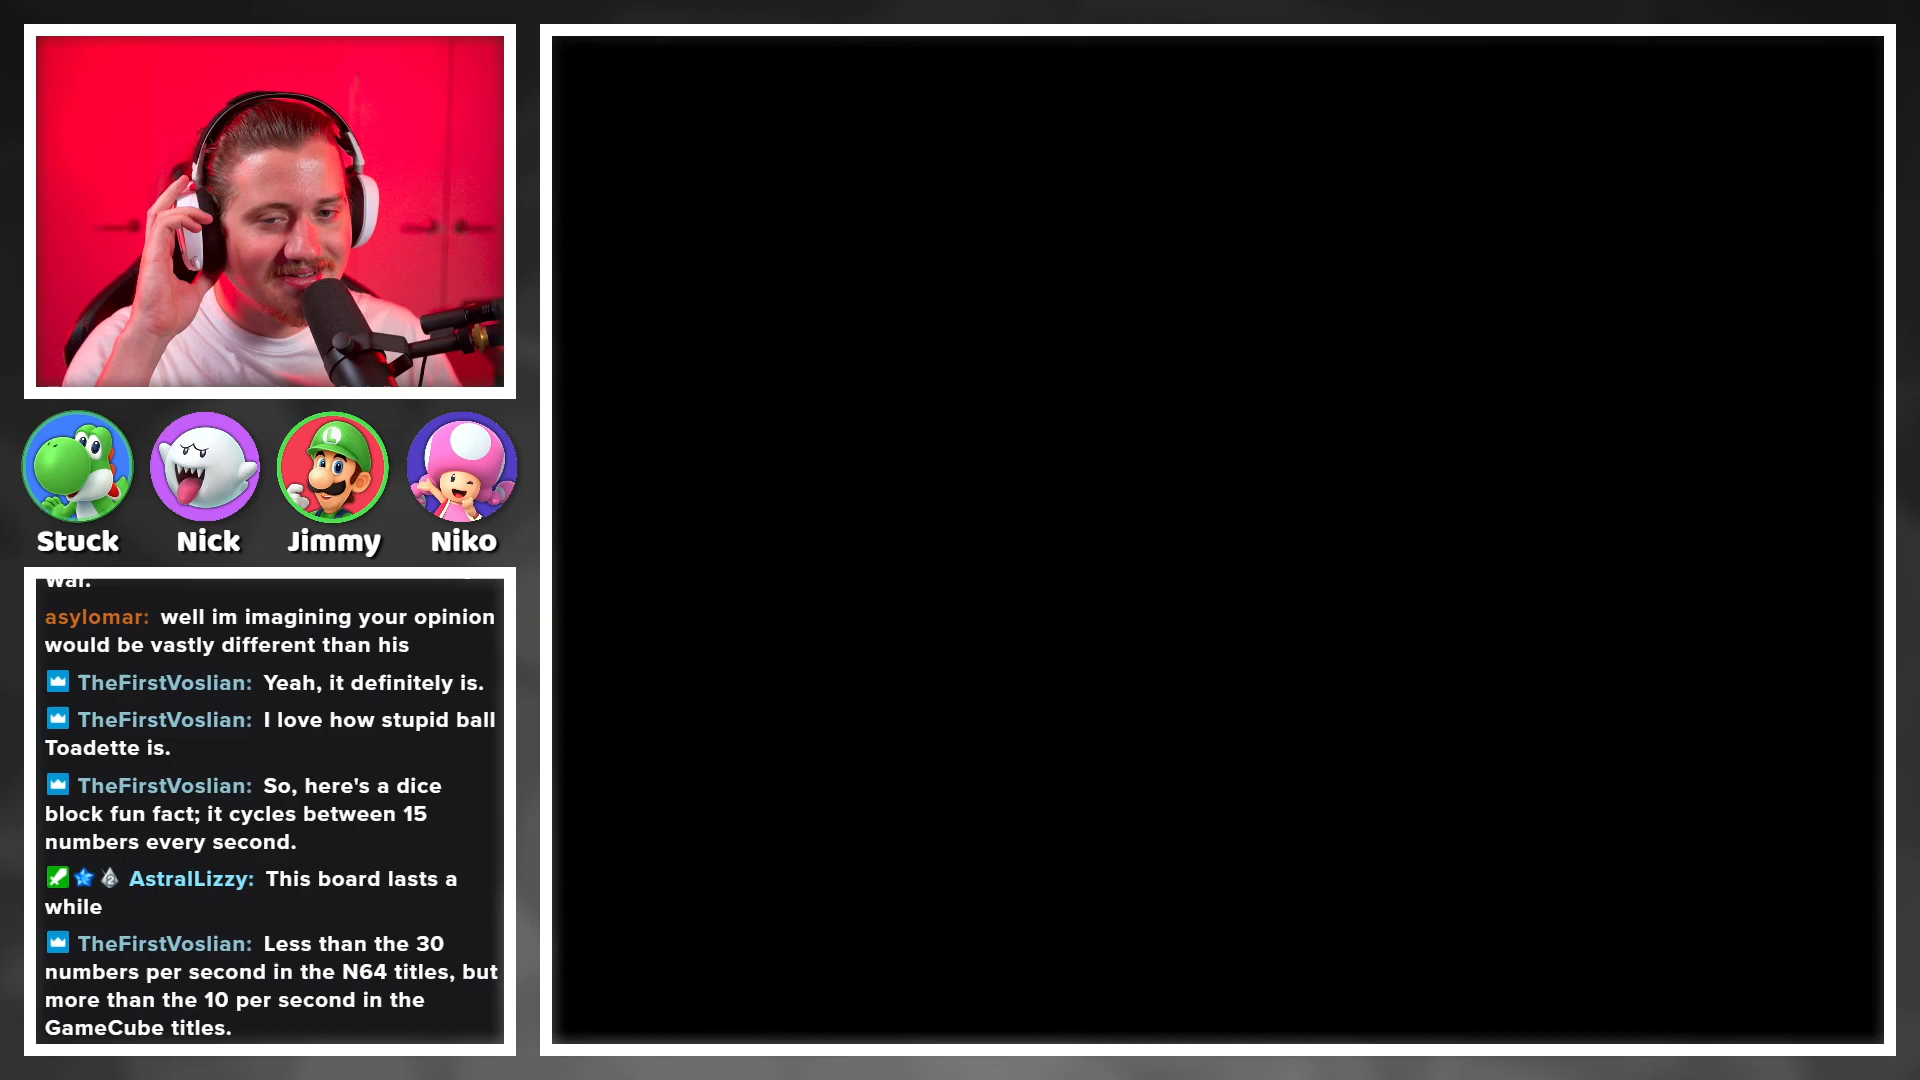 Stuck Nick Jimmy Niko
war.
asylomar: well im imagining your opinion
would be vastly different than his
TheFirstVoslian: Yeah, it definitely is.
TheFirstVoslian: I love how stupid ball
Toadette is.
TheFirstVoslian: So, here's a dice
block fun fact; it cycles between 15
numbers every second.
2 AstralLizzy: This board lasts a
while
TheFirstVoslian: Less than the 30
numbers per second in the N64 titles, but
more than the 10 per second in the
GameCube titles.